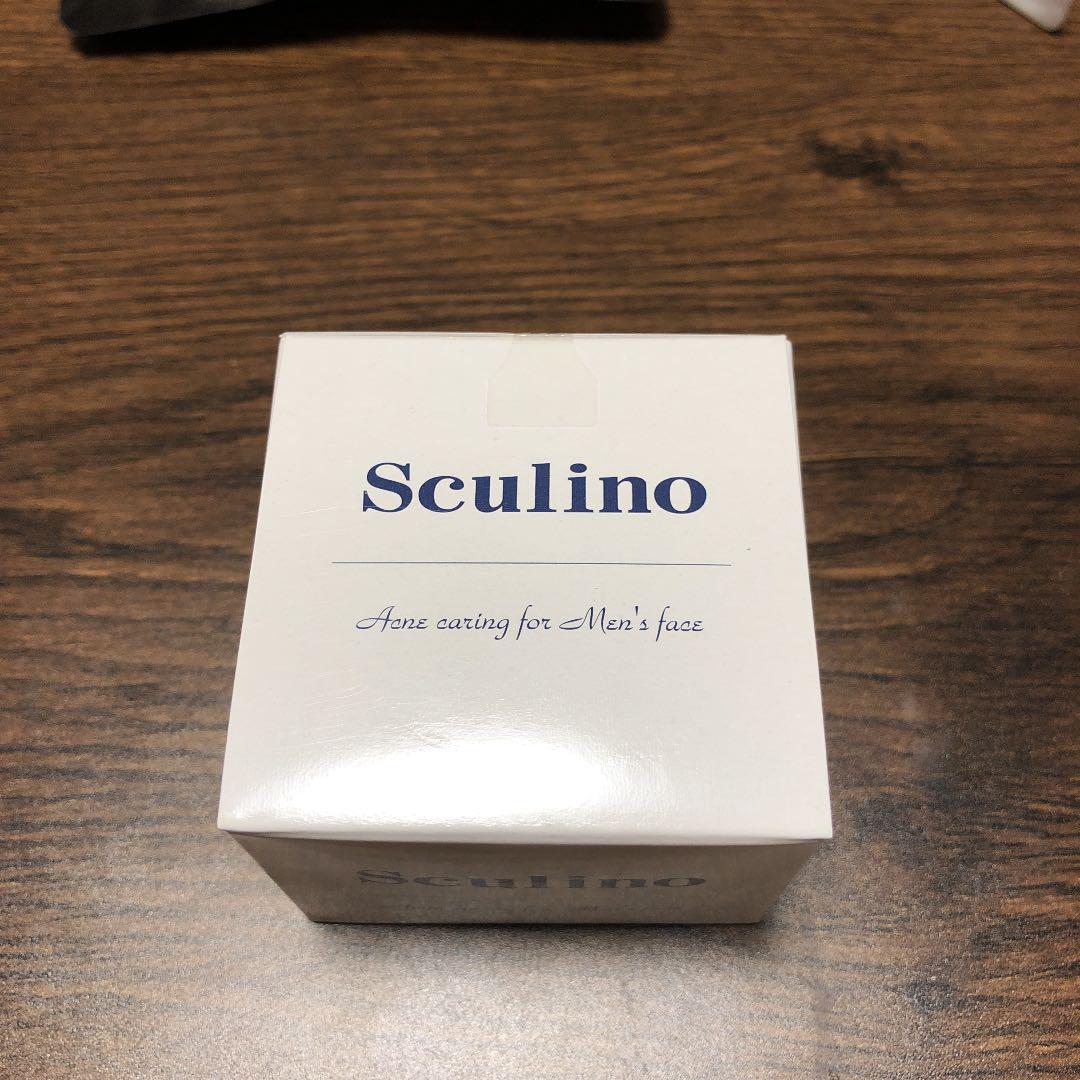 Sculino
Acne caring for Men's face
Sculino